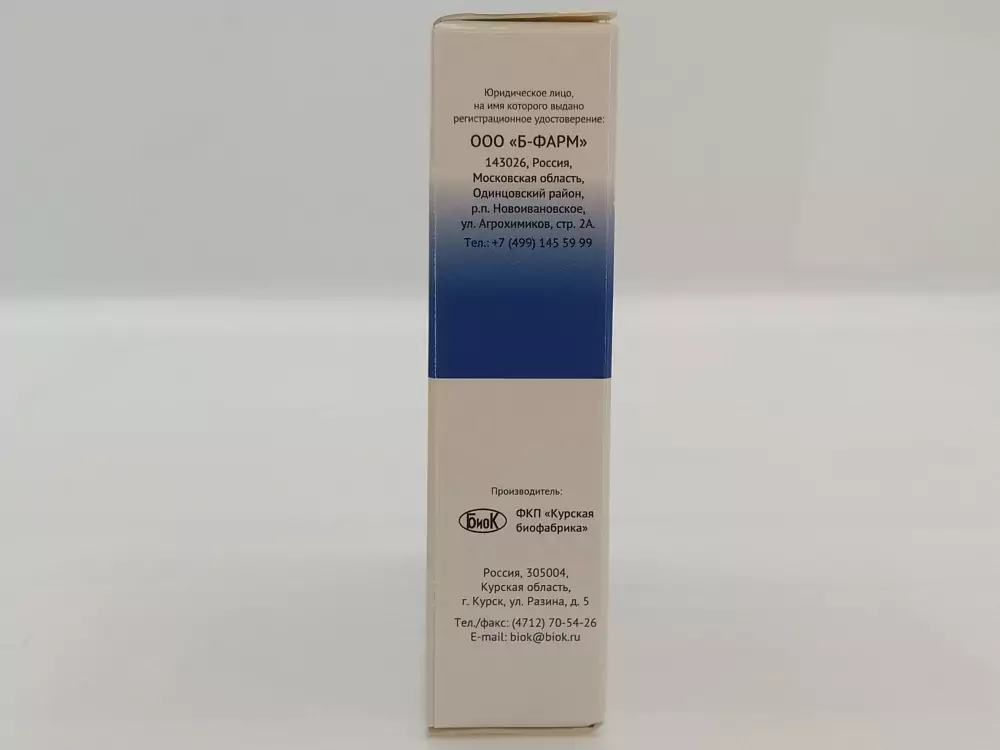 Юридическое лицо,
на имя которого выдано
регистрационное удостоверение:
ООО «Б-ФАРМ»
143026, Россия,
Московская область,
Одинцовский район,
р.п. Новоивановское,
ул. Агрохимиков, стр. 2А.
Тел.: +7 (499) 145 59 99
Производитель:
БиоК
ФКП «Курская
биофабрика»
Россия, 305004,
Курская область,
г. Курск, ул. Разина, д. 5
Тел./факс: (4712) 70-54-26
E-mail: biok@biok.ru